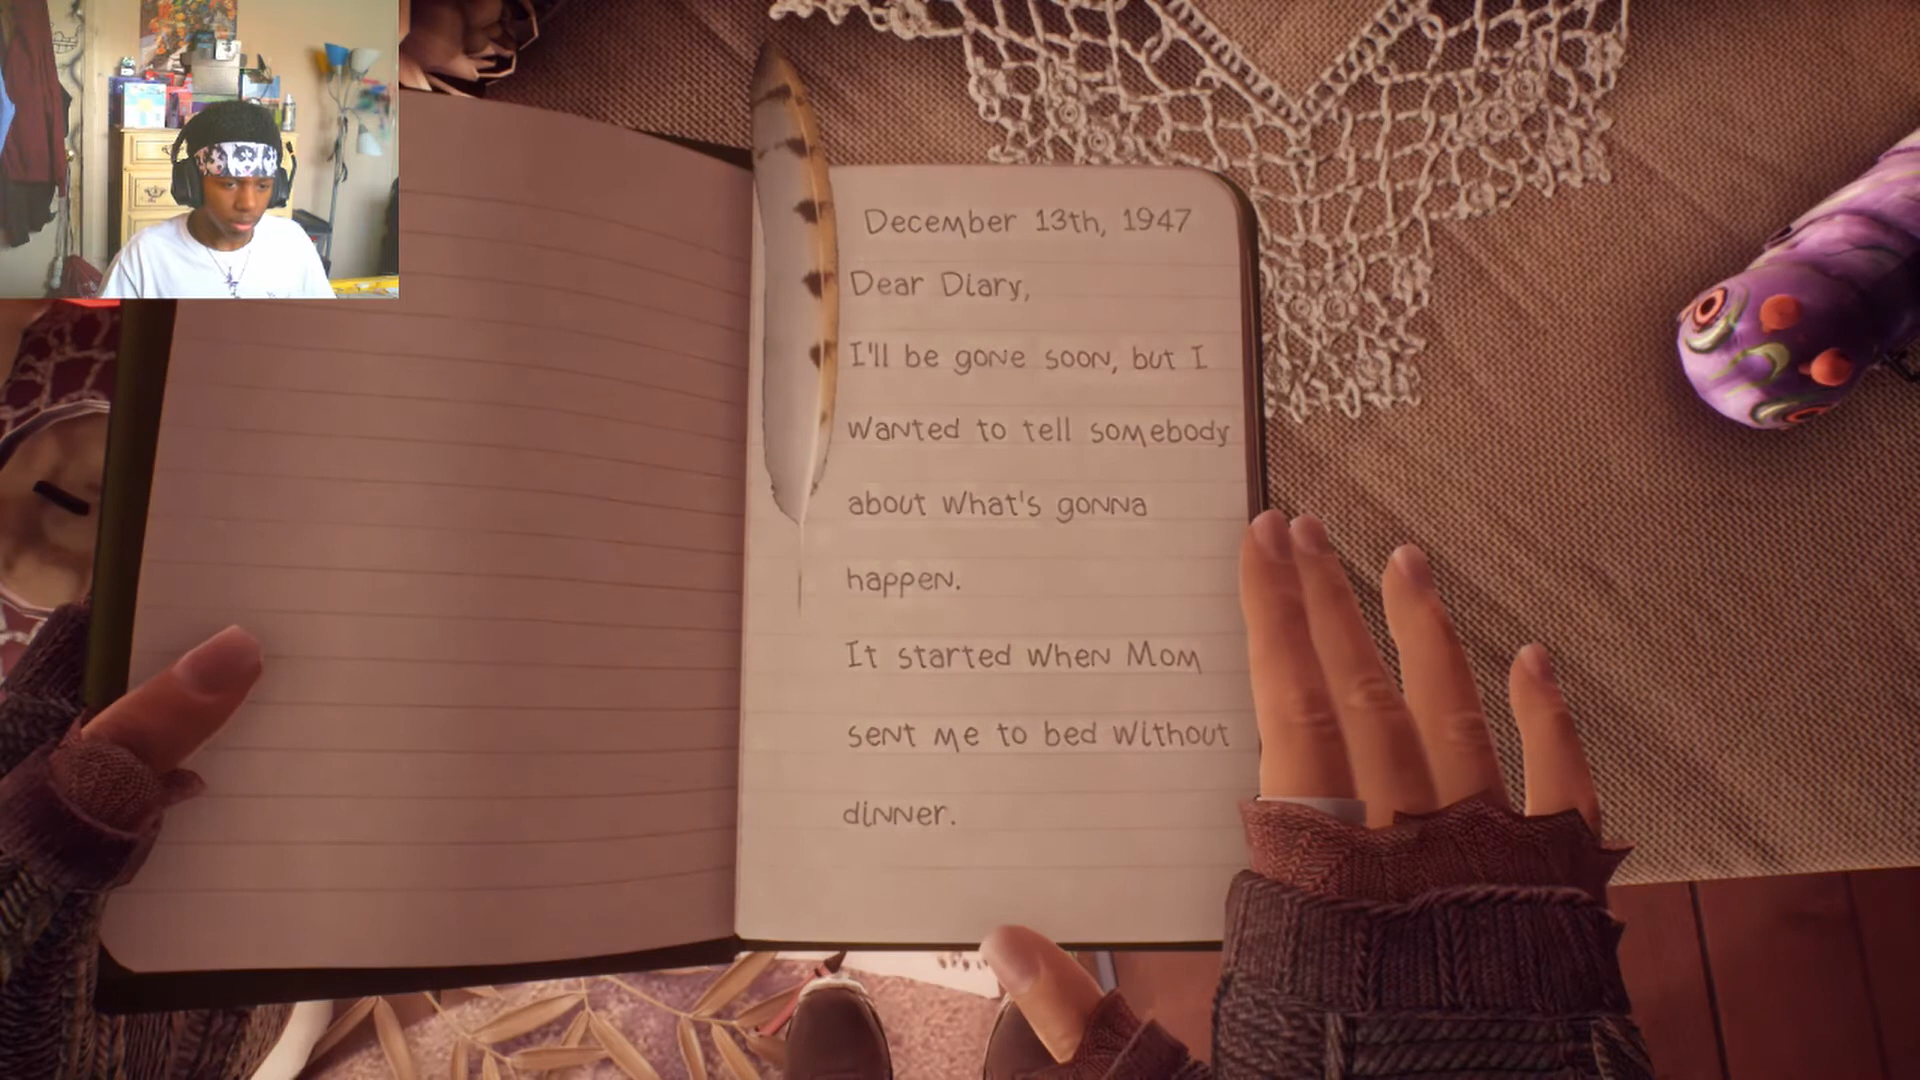 December 13th, 1947
Dear Diary,
I'll be gone soon, but I
wanted to tell somebody
about what's gonna
happen.
It started when Mom
sent me to bed without
dinner.